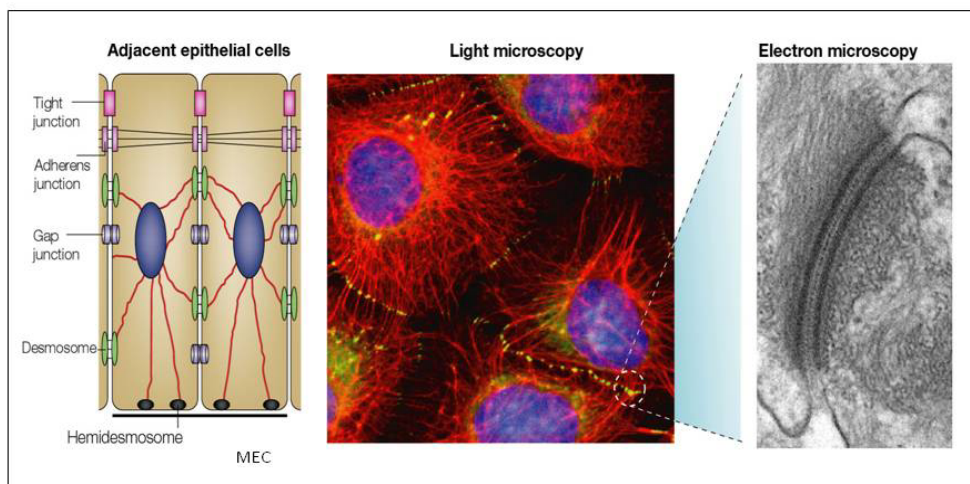 Adjacent epithelial cells
Light microscopy
Electron microscopy
Tight
junction
Adherens
junction
Gap
junction
Desmosome
Hemidesmosome
MEC